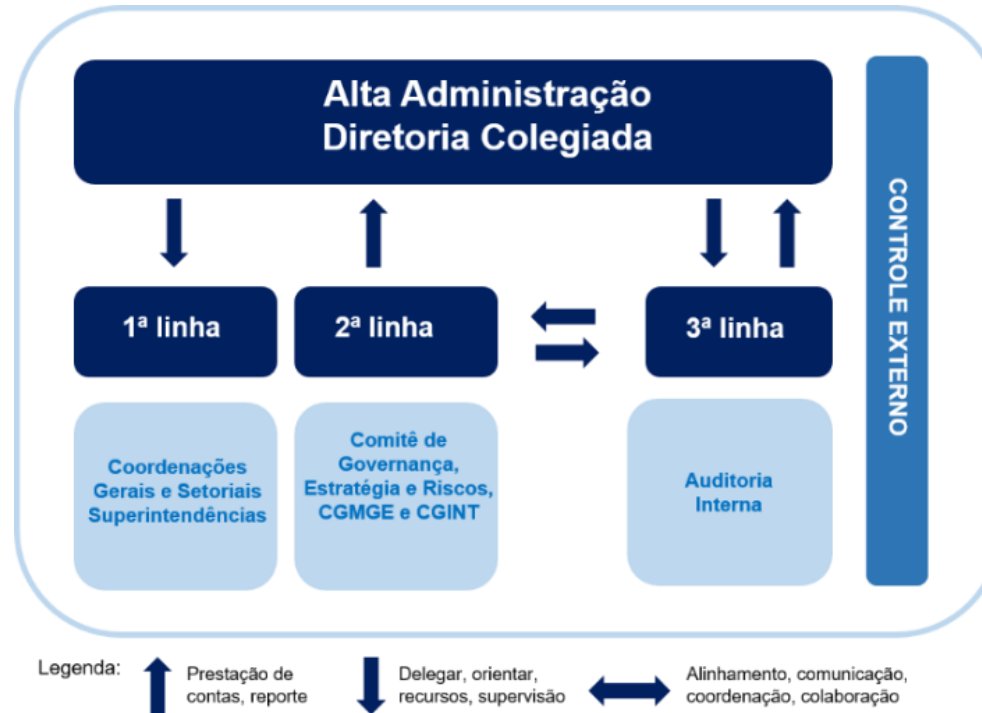 Alta Administração
Diretoria Colegiada
1ª linha
2ª linha
3ª linha
Coordenações
Gerais e Setoriais
Superintendências
Comitê de
Governança,
Estratégia e Riscos,
CGMGE e CGINT
Auditoria
Interna
CONTROLE EXTERNO
Legenda:
Prestação de
contas, reporte
Delegar, orientar,
recursos, supervisão
Alinhamento, comunicação,
coordenação, colaboração